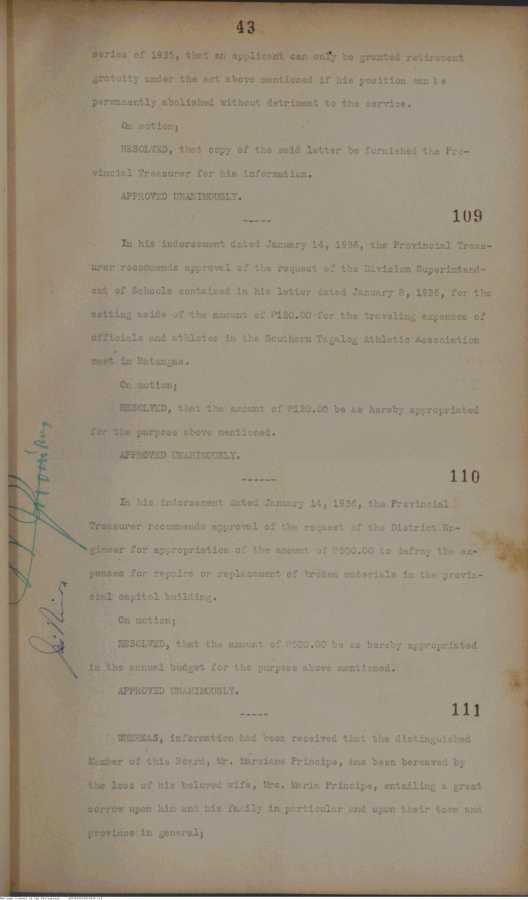 43
series of 1935, that an applicant can only be granted retirement
gratuity under the act above mentioned if his position can be
permanently abolished without detriment to the service.
On motion;
RESOLVED, that copy of the said letter be furnished the Pro-
vincial Treasurer for his information.
APPROVED UNANIMOUSLY.
-----
109
In his indorsement dated January 14, 1936, the Provincial Treas-
urer recommends approval of the request of the Division Superintend-
ent of Schools contained in his letter dated January 8, 1936, for the
setting aside of the amount of ₱120.00 for the traveling expenses of
officials and athletes in the Southern Tagalog Athletic Association
meet in Batangas.
On motion;
RESOLVED, that the amount of ₱120.00 be as hereby appropriated
for the purpose above mentioned.
APPROVED UNANIMOUSLY.
------
110
In his indorsement dated January 14, 1936, the Provincial
Treasurer recommends approval of the request of the District En-
gineer for appropriation of the amount of ₱500.00 to defray the ex-
penses for repairs or replacement of broken materials in the provin-
cial capitol building.
On motion;
RESOLVED, that the amount of ₱500.00 be as hereby appropriated
in the annual budget for the purpose above mentioned.
APPROVED UNANIMOUSLY.
-----
111
WHEREAS, information had been received that the distinguished
Member of this Board, Mr. Marciano Principe, has been bereaved by
the loss of his beloved wife, Mrs. Maria Principe, entailing a great
sorrow upon him and his family in particular and upon their town and
province in general;